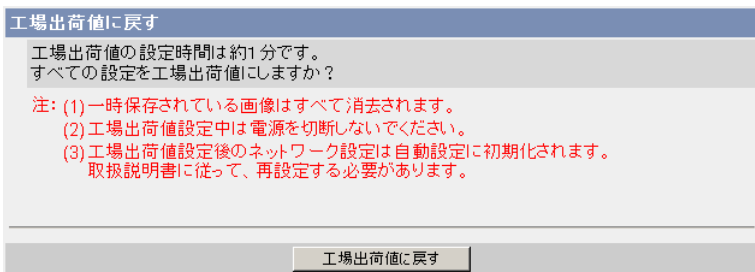 工場出荷値に戻す
工場出荷値の設定時間は約1分です。
すべての設定を工場出荷値にしますか？
注: (1)一時保存されている画像はすべて消去されます。
(2)工場出荷値設定中は電源を切断しないでください。
(3)工場出荷値設定後のネットワーク設定は自動設定に初期化されます。
取扱説明書に従って、再設定する必要があります。
工場出荷値に戻す